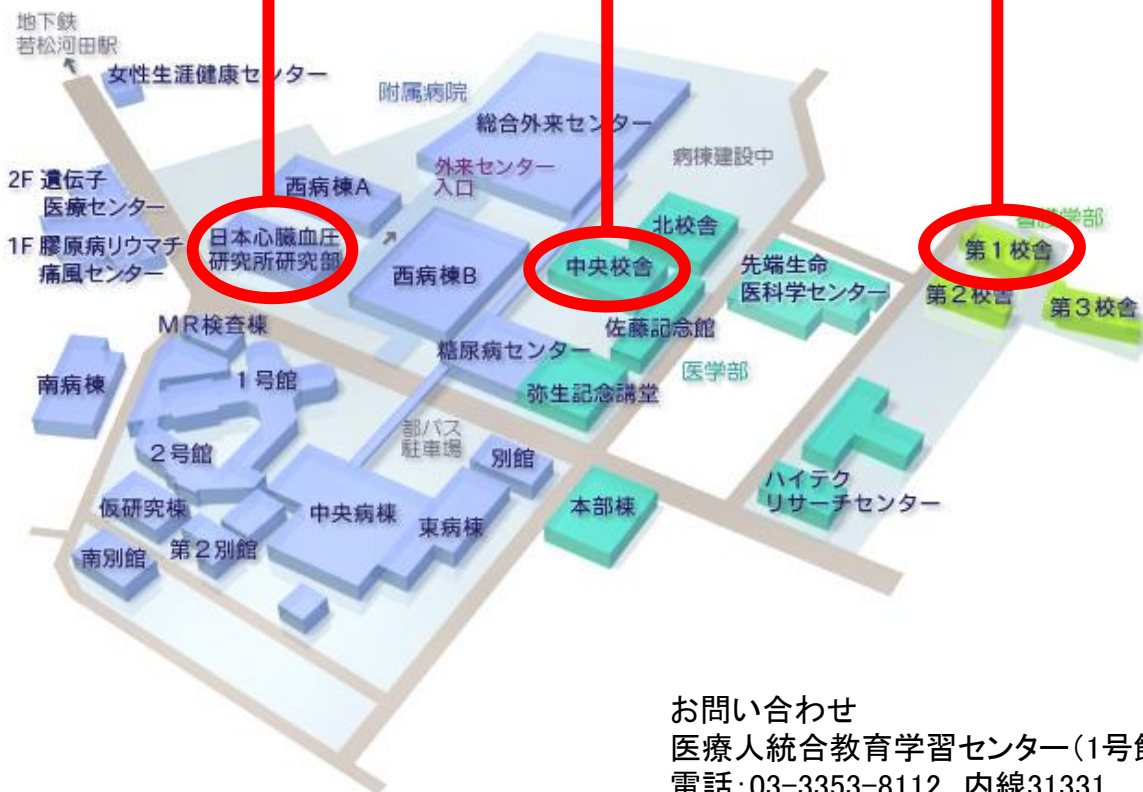 地下鉄
若松河田駅
女性生涯健康センター
附属病院
総合外来センター
病棟建設中
外来センター
入口
2F 遺伝子
医療センター
西病棟A
1F 膠原病リウマチ
痛風センター
日本心臓血圧
研究所研究部
西病棟B
中央校舎
北校舎
先端生命
医科学センター
看護学部
第1校舎
第2校舎
第3校舎
MR検査棟
糖尿病センター
佐藤記念館
医学部
南病棟
1号館
弥生記念講堂
都バス
駐車場
2号館
別館
ハイテク
リサーチセンター
仮研究棟
中央病棟
東病棟
本部棟
南別館
第2別館
お問い合わせ
医療人統合教育学習センター(1号館
電話:03-3353-8112 内線31331